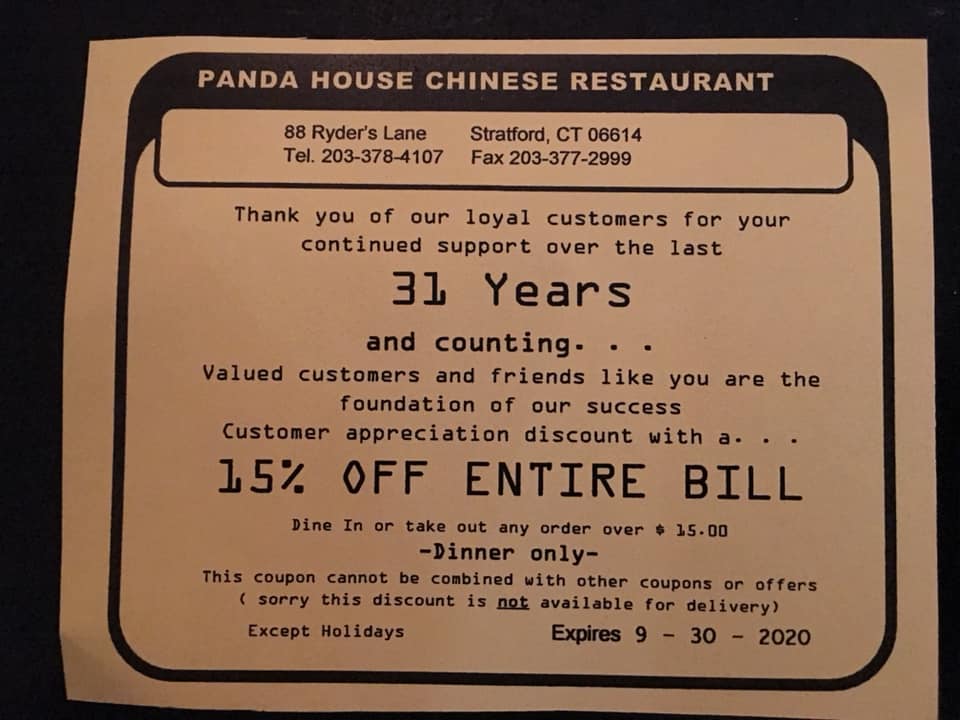 PANDA HOUSE CHINESE RESTAURANT
88 Ryder's Lane Stratford, CT 06614
Tel. 203-378-4107 Fax 203-377-2999
Thank you of our loyal customers for your
continued support over the last
31 Years
and counting. . .
Valued customers and friends like you are the
foundation of our success
Customer appreciation discount with a. . .
15% OFF ENTIRE BILL
Dine In or take out any order over $ 15.00
-Dinner only-
This coupon cannot be combined with other coupons or offers
( sorry this discount is not available for delivery)
Except Holidays Expires 9 - 30 - 2020